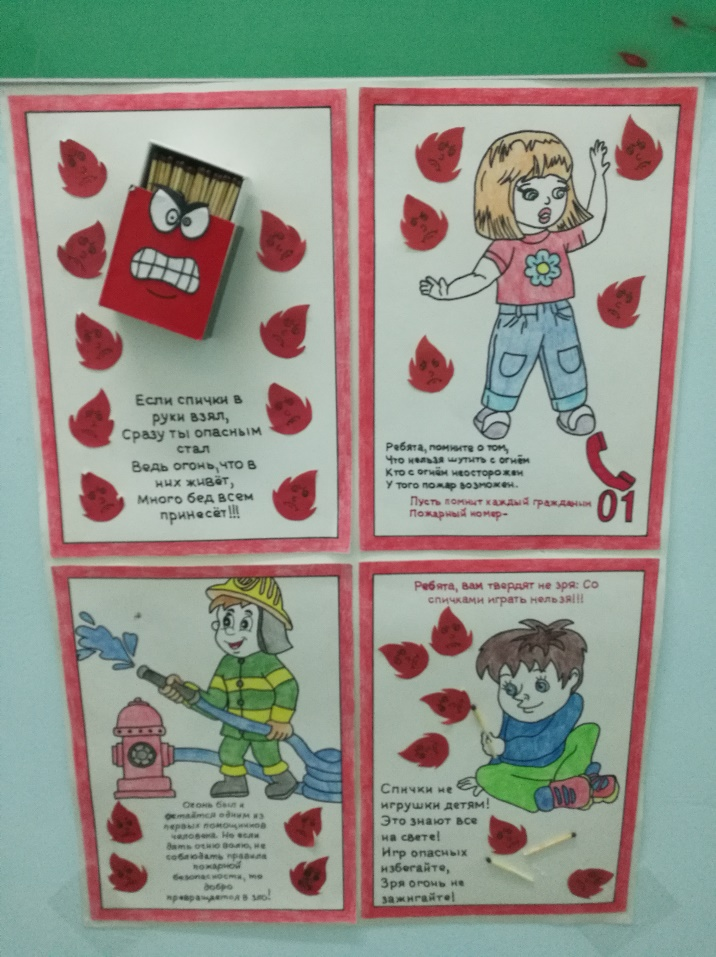 Если спички в
руки взял,
Сразу ты опасным
стал
Ведь огонь,что в
них живёт,
Много бед всем
принесёт!!!
Ребята, помните о том,
Что нельзя шутить с огнём
Кто с огнём неосторожен
У того пожар возможен.
Пусть помнит каждый гражданин
Пожарный номер-
01
Огонь был и
остаётся одним из
первых помощников
человека. Но если
дать огню волю, не
соблюдать правила
пожарной
безопасности, то
добро
превращается в зло!
Ребята, вам твердят не зря: Со
спичками играть нельзя!!!
Спички не
игрушки детям!
Это знают все
на свете!
Игр опасных
избегайте,
Зря огонь не
зажигайте!